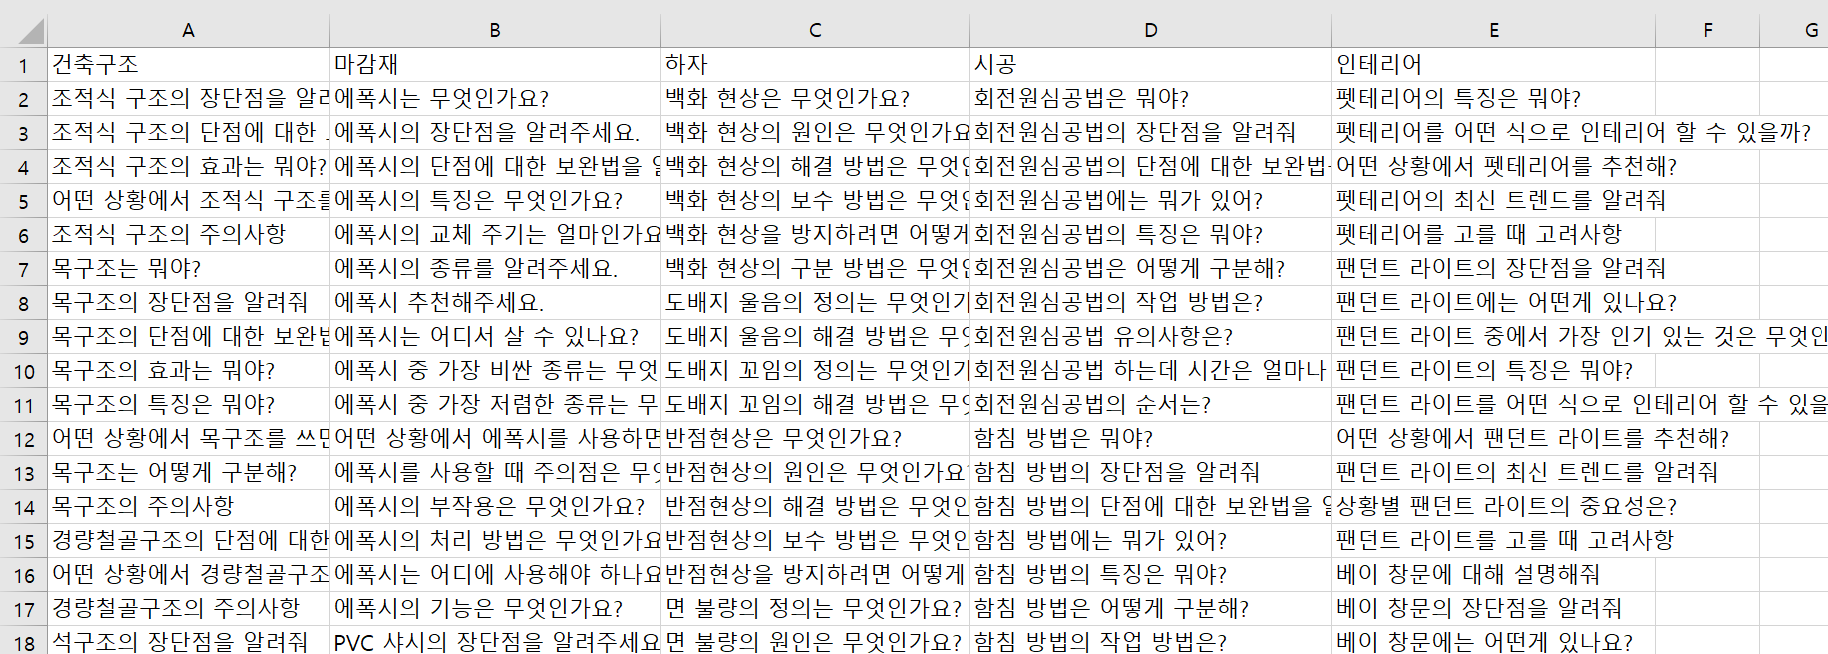 A B C D E F G
1 건축구조 마감재 하자 시공 인테리어
2 조적식 구조의 장단점을 알려 에폭시는 무엇인가요? 백화 현상은 무엇인가요? 회전원심공법은 뭐야? 펫테리어의 특징은 뭐야?
3 조적식 구조의 단점에 대한 에폭시의 장단점을 알려주세요. 백화 현상의 원인은 무엇인가요 회전원심공법의 장단점을 알려줘 펫테리어를 어떤 식으로 인테리어 할 수 있을까?
4 조적식 구조의 효과는 뭐야? 에폭시의 단점에 대한 보완법을 백화 현상의 해결 방법은 무엇인 회전원심공법의 단점에 대한 보완법 어떤 상황에서 펫테리어를 추천해?
5 어떤 상황에서 조적식 구조를 에폭시의 특징은 무엇인가요? 백화 현상의 보수 방법은 무엇인 회전원심공법에는 뭐가 있어? 펫테리어의 최신 트렌드를 알려줘
6 조적식 구조의 주의사항 에폭시의 교체 주기는 얼마인가요 백화 현상을 방지하려면 어떻게 회전원심공법의 특징은 뭐야? 펫테리어를 고를 때 고려사항
7 목구조는 뭐야? 에폭시의 종류를 알려주세요. 백화 현상의 구분 방법은 무엇인 회전원심공법은 어떻게 구분해? 팬던트 라이트의 장단점을 알려줘
8 목구조의 장단점을 알려줘 에폭시 추천해주세요. 도배지 울음의 정의는 무엇인가 회전원심공법의 작업 방법은? 팬던트 라이트에는 어떤게 있나요?
9 목구조의 단점에 대한 보완법 에폭시는 어디서 살 수 있나요? 도배지 울음의 해결 방법은 무엇 회전원심공법 유의사항은? 팬던트 라이트 중에서 가장 인기 있는 것은 무엇인
10 목구조의 효과는 뭐야? 에폭시 중 가장 비싼 종류는 무엇 도배지 꼬임의 정의는 무엇인가 회전원심공법 하는데 시간은 얼마나 팬던트 라이트의 특징은 뭐야?
11 목구조의 특징은 뭐야? 에폭시 중 가장 저렴한 종류는 무 도배지 꼬임의 해결 방법은 무엇 회전원심공법의 순서는? 팬던트 라이트를 어떤 식으로 인테리어 할 수 있을
12 어떤 상황에서 목구조를 쓰면 어떤 상황에서 에폭시를 사용하면 반점현상은 무엇인가요? 함침 방법은 뭐야? 어떤 상황에서 팬던트 라이트를 추천해?
13 목구조는 어떻게 구분해? 에폭시를 사용할 때 주의점은 무엇 반점현상의 원인은 무엇인가요? 함침 방법의 장단점을 알려줘 팬던트 라이트의 최신 트렌드를 알려줘
14 목구조의 주의사항 에폭시의 부작용은 무엇인가요? 반점현상의 해결 방법은 무엇인 함침 방법의 단점에 대한 보완법을 상황별 팬던트 라이트의 중요성은?
15 경량철골구조의 단점에 대한 에폭시의 처리 방법은 무엇인가요 반점현상의 보수 방법은 무엇인 함침 방법에는 뭐가 있어? 팬던트 라이트를 고를 때 고려사항
16 어떤 상황에서 경량철골구조 에폭시는 어디에 사용해야 하나요 반점현상을 방지하려면 어떻게 함침 방법의 특징은 뭐야? 베이 창문에 대해 설명해줘
17 경량철골구조의 주의사항 에폭시의 기능은 무엇인가요? 면 불량의 정의는 무엇인가요? 함침 방법은 어떻게 구분해? 베이 창문의 장단점을 알려줘
18 석구조의 장단점을 알려줘 PVC 샤시의 장단점을 알려주세요 면 불량의 원인은 무엇인가요? 함침 방법의 작업 방법은? 베이 창문에는 어떤게 있나요?